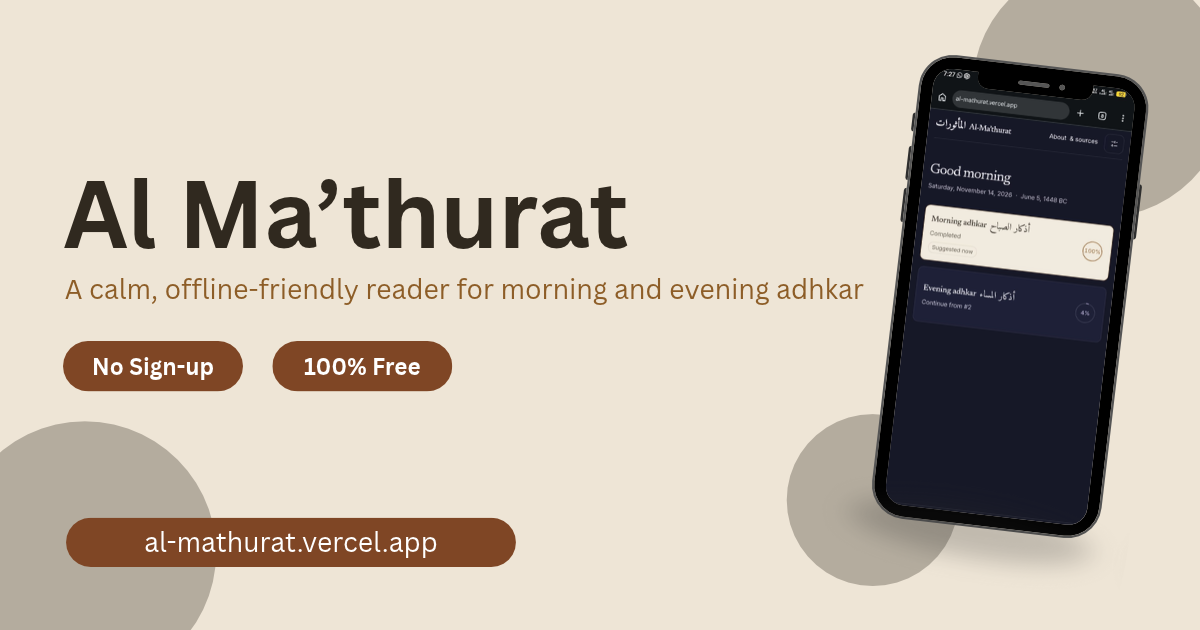 Al Ma’thurat
A calm, offline-friendly reader for morning and evening adhkar
No Sign-up
100% Free
al-mathurat.vercel.app
7:27
al-mathurat.vercel.app
المأثورات Al-Ma'thurat
About & sources
Good morning
Saturday, November 14, 2026 · June 5, 1448 BC
Morning adhkar أذكار الصباح
Completed
Suggested now
100%
Evening adhkar أذكار المساء
Continue from #2
4%